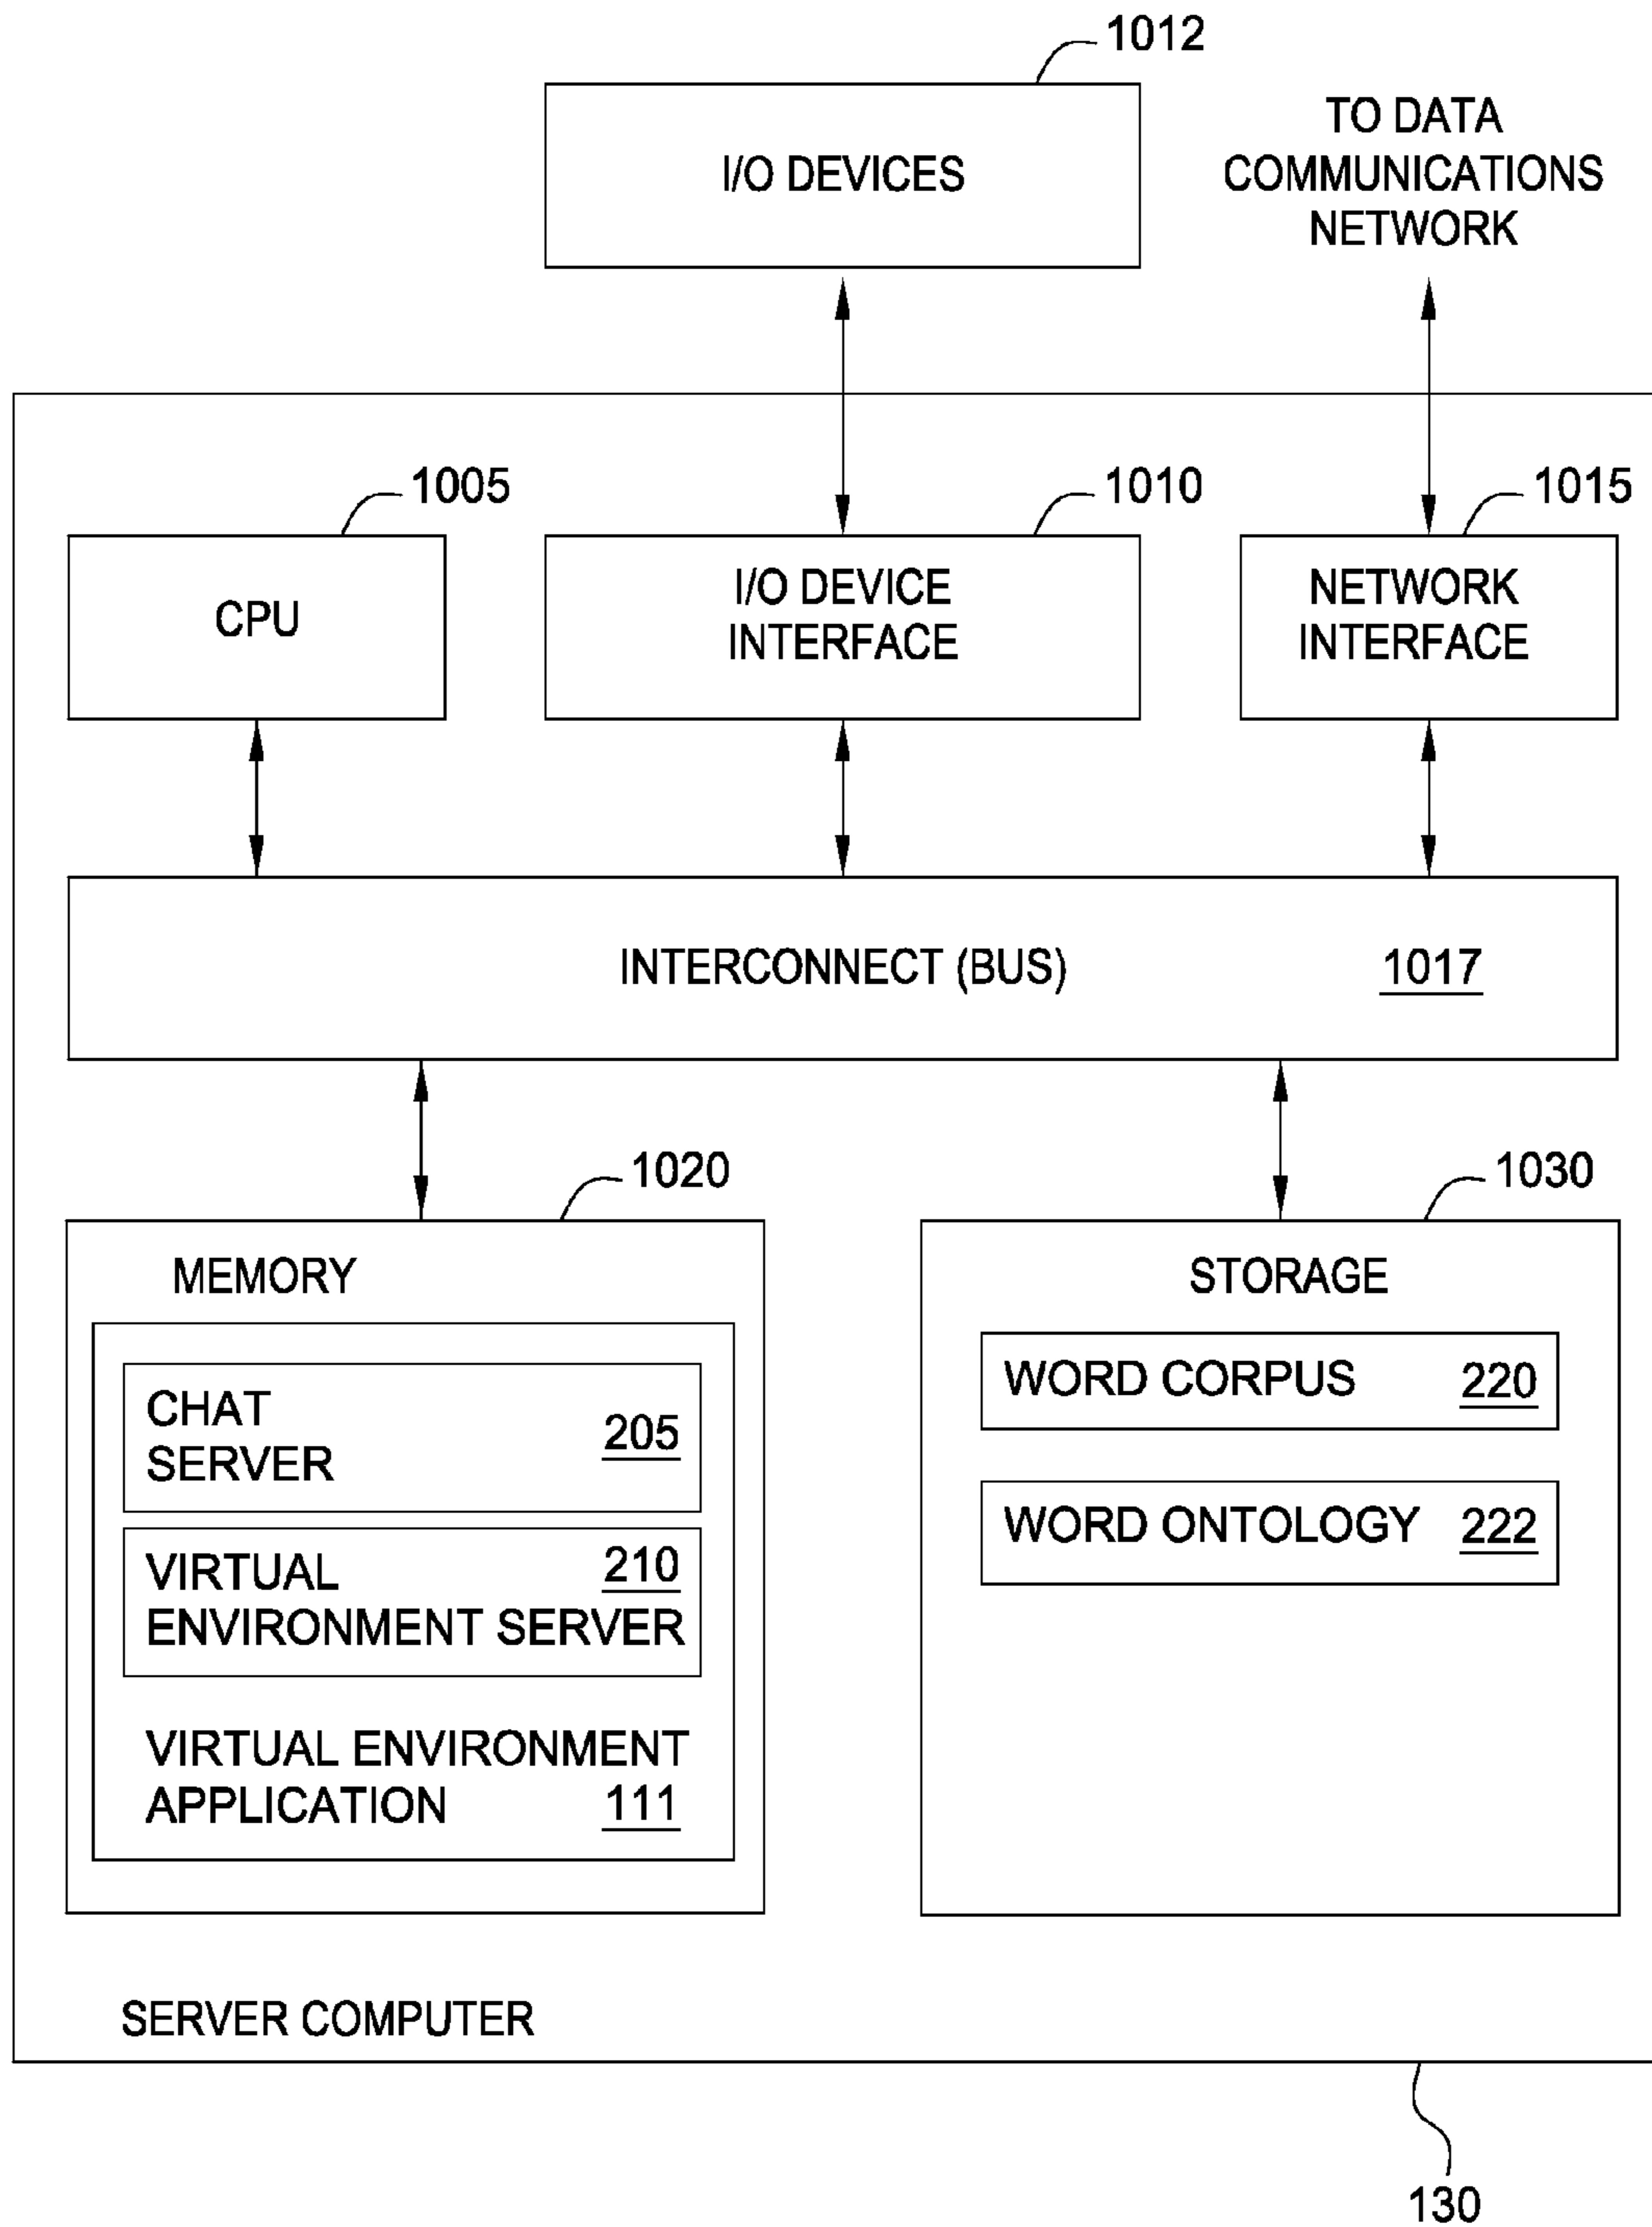 1012
I/O DEVICES
TO DATA
COMMUNICATIONS
NETWORK
1005
1010
1015
CPU
I/O DEVICE
INTERFACE
NETWORK
INTERFACE
INTERCONNECT (BUS) 1017
1020
1030
MEMORY
CHAT
SERVER 205
VIRTUAL 210
ENVIRONMENT SERVER
VIRTUAL ENVIRONMENT
APPLICATION 111
STORAGE
WORD CORPUS 220
WORD ONTOLOGY 222
SERVER COMPUTER
130